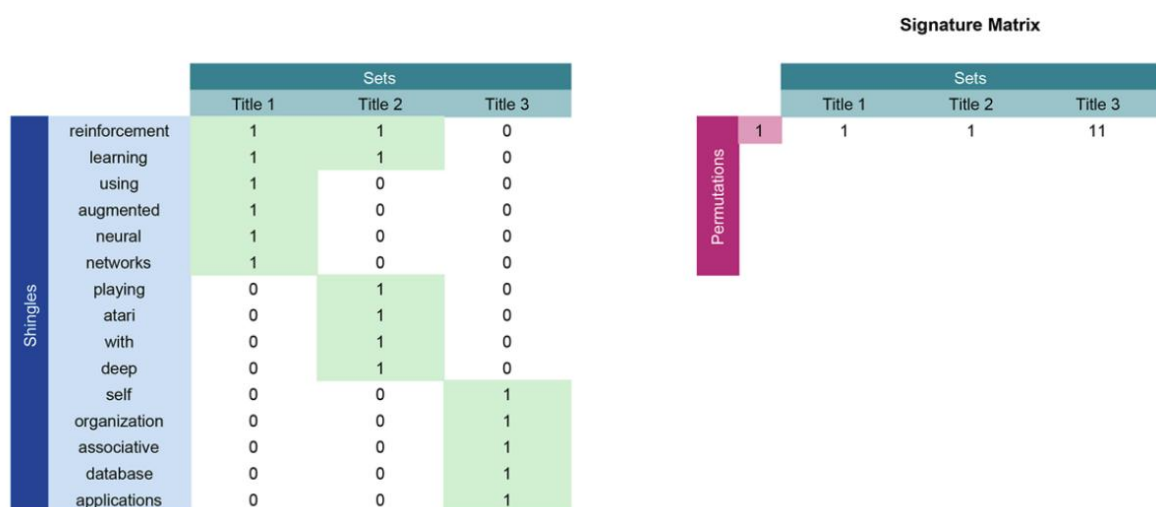 Signature Matrix
Sets
Title 1 Title 2 Title 3
Shingles
reinforcement 1 1 0
learning 1 1 0
using 1 0 0
augmented 1 0 0
neural 1 0 0
networks 1 0 0
playing 0 1 0
atari 0 1 0
with 0 1 0
deep 0 1 0
self 0 0 1
organization 0 0 1
associative 0 0 1
database 0 0 1
applications 0 0 1
Sets
Title 1 Title 2 Title 3
Permutations
1 1 1 11